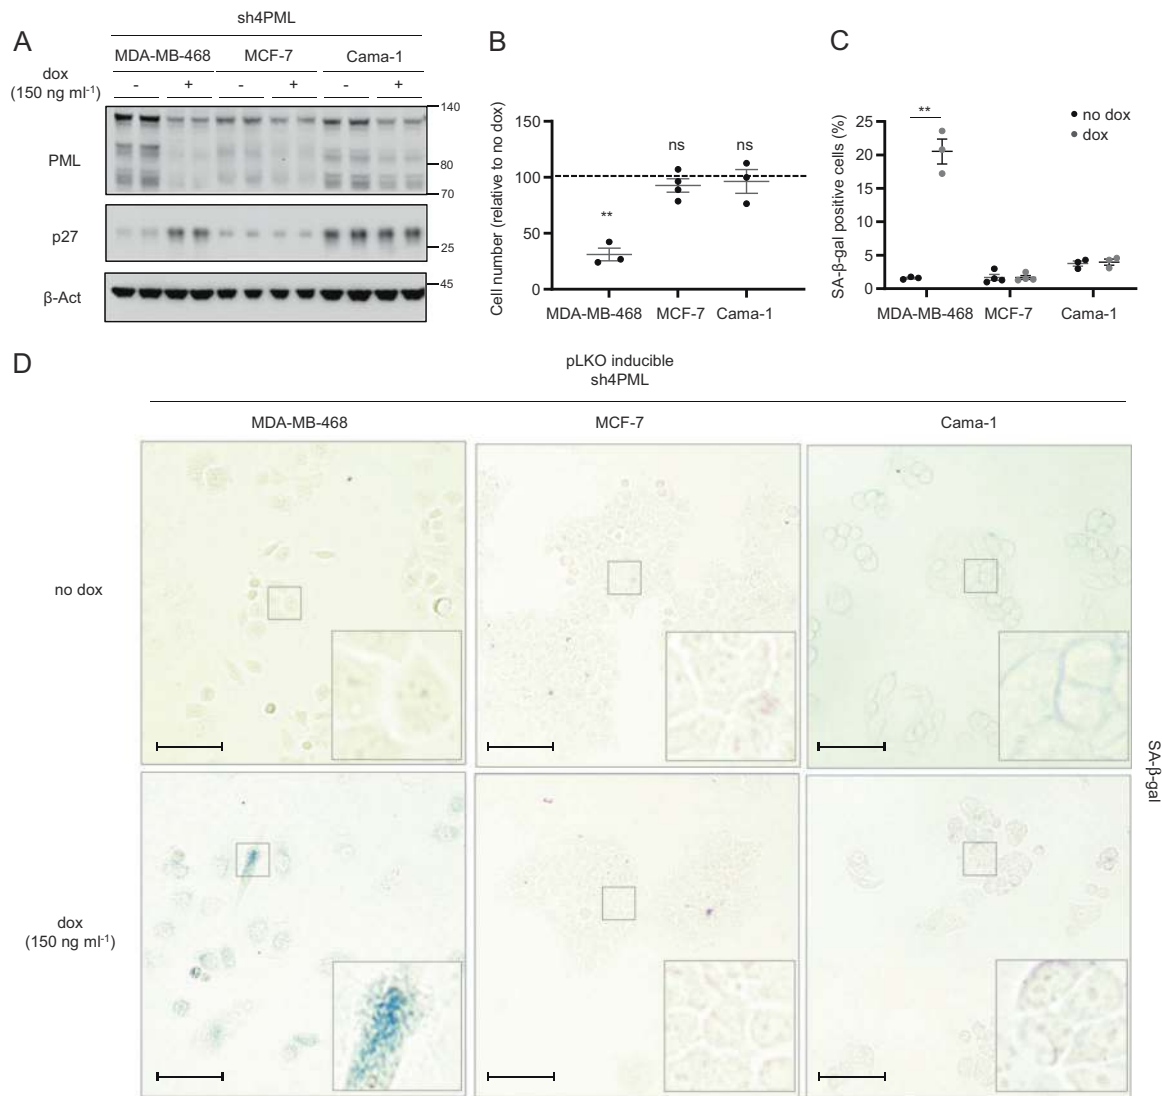 sh4PML
A
MDA-MB-468 MCF-7 Cama-1
dox
(150 ng ml-1)
- + - + - +
140
PML
80
70
p27
25
45
β-Act
B
Cell number (relative to no dox)
150
100
50
0
**
ns
ns
MDA-MB-468 MCF-7 Cama-1
C
SA-β-gal positive cells (%)
25
20
15
10
5
0
**
no dox
dox
MDA-MB-468 MCF-7 Cama-1
D
pLKO inducible
sh4PML
MDA-MB-468 MCF-7 Cama-1
no dox
dox
(150 ng ml-1)
SA-β-gal